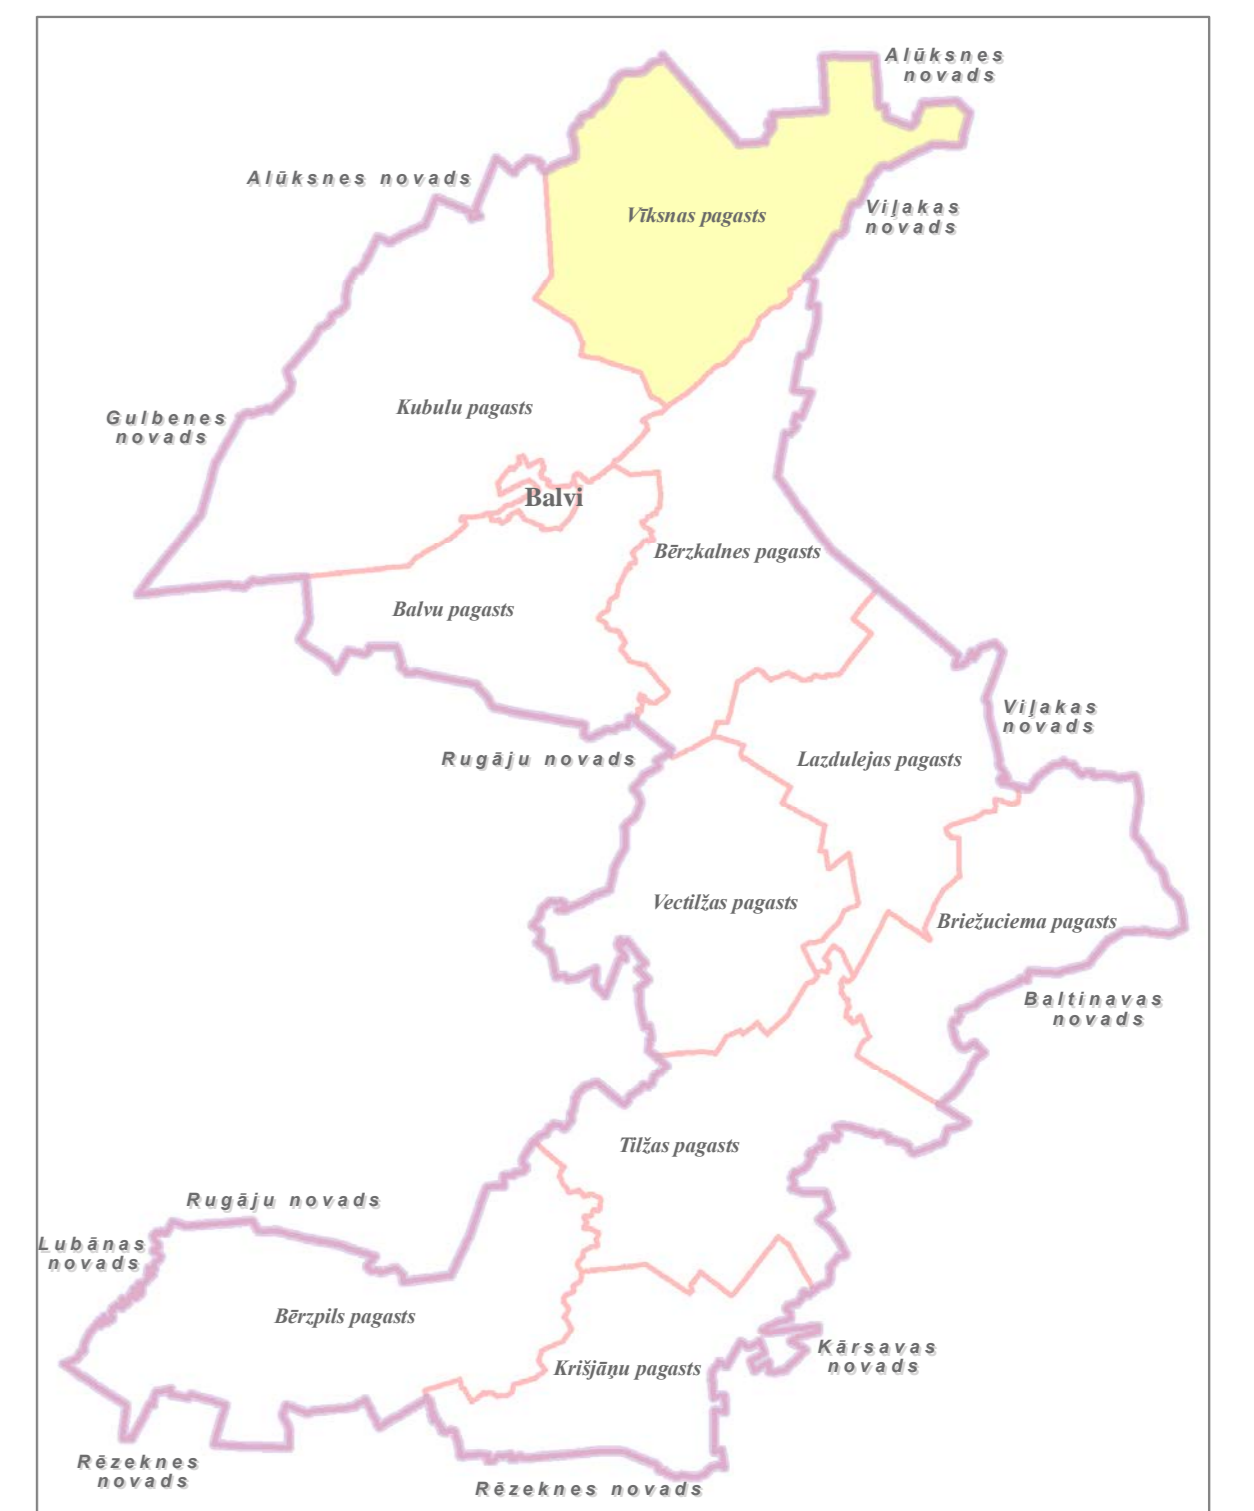 Alūksnes
novads
Alūksnes novads
Viļakas
novads
Vīksnas pagasts
Kubulu pagasts
Gulbenes
novads
Balvi
Bērzkalnes pagasts
Balvu pagasts
Viļakas
novads
Rugāju novads
Lazdulejas pagasts
Vectilžas pagasts
Briežuciema pagasts
Baltinavas
novads
Tilžas pagasts
Rugāju novads
Lubānas
novads
Bērzpils pagasts
Krišjāņu pagasts
Kārsavas
novads
Rēzeknes
novads
Rēzeknes novads